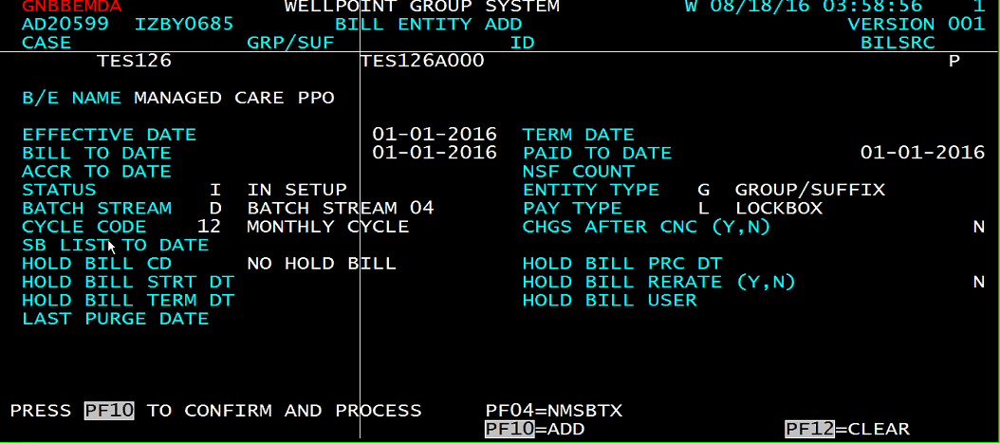 GNBBEMDA WELLPOINT GROUP SYSTEM W 08/18/16 03:58:56 1
AD20599 IZBY0685 BILL ENTITY ADD VERSION 001
CASE GRP/SUF ID BILSRC
TES126 TES126A000 P
B/E NAME MANAGED CARE PPO
EFFECTIVE DATE 01-01-2016 TERM DATE
BILL TO DATE 01-01-2016 PAID TO DATE 01-01-2016
ACCR TO DATE NSF COUNT
STATUS I IN SETUP ENTITY TYPE G GROUP/SUFFIX
BATCH STREAM D BATCH STREAM 04 PAY TYPE L LOCKBOX
CYCLE CODE 12 MONTHLY CYCLE CHGS AFTER CNC (Y,N) N
SB LIST TO DATE
HOLD BILL CD NO HOLD BILL HOLD BILL PRC DT
HOLD BILL STRT DT HOLD BILL RERATE (Y,N) N
HOLD BILL TERM DT HOLD BILL USER
LAST PURGE DATE
PRESS PF10 TO CONFIRM AND PROCESS PF04=NMSBTX
PF10=ADD PF12=CLEAR